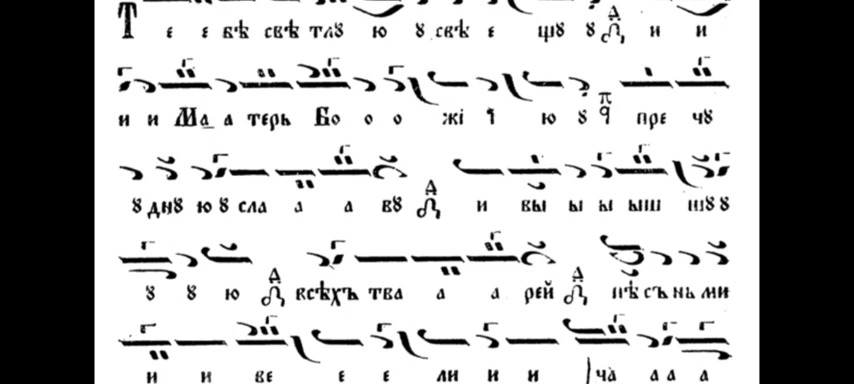 Т е е бѣ свѣ тлꙋ ю ꙋ свѣ е щꙋ ꙋ и и
и и Ма а терь Бо о о жі ї ю ꙋ пре чꙋ
ꙋ днꙋ ю ꙋ сла а а вꙋ и вы ы ы ыш шꙋ ꙋ
ꙋ ꙋ ю всѣхъ тва а а рей пѣ съ нь ми
и и ве е е ли и и ча а а а